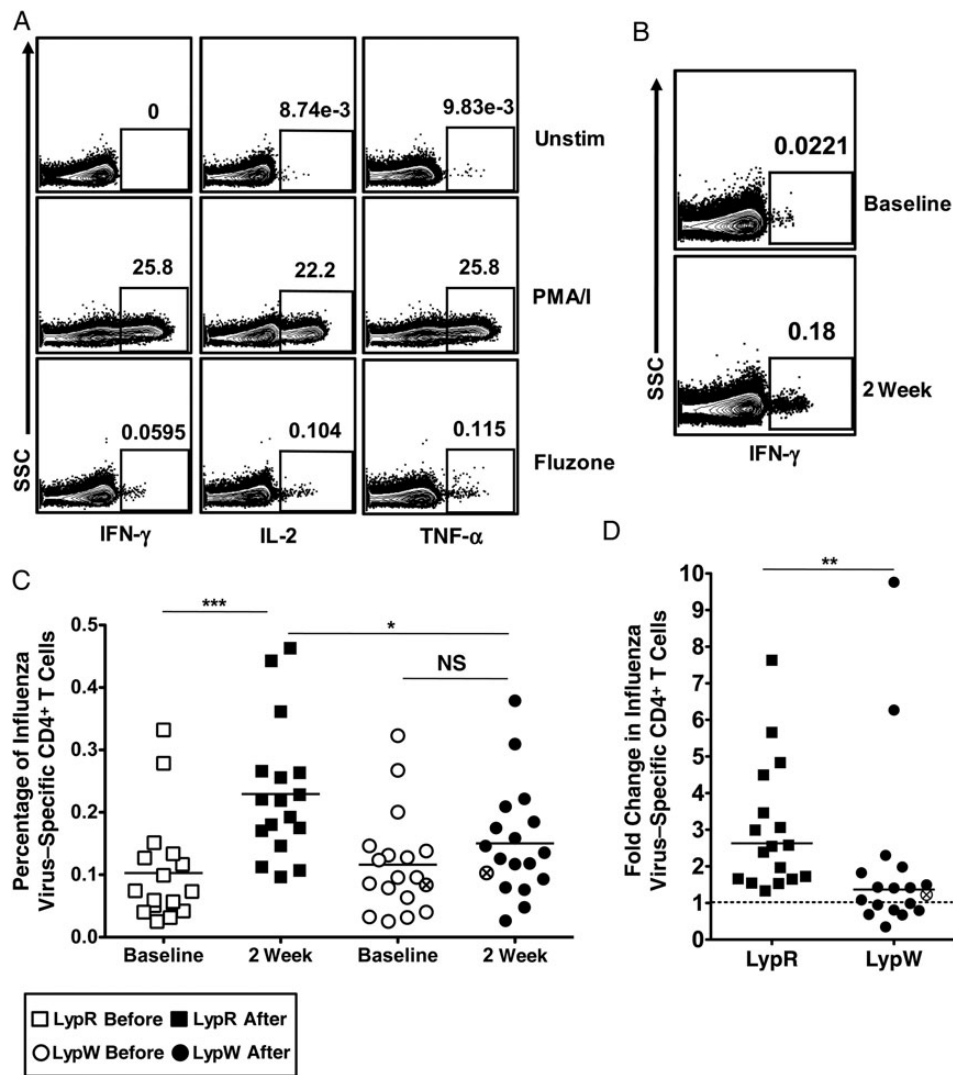 A
0
8.74e-3
9.83e-3
Unstim
25.8
22.2
25.8
PMA/I
0.0595
0.104
0.115
Fluzone
SSC
IFN-γ
IL-2
TNF-α
B
0.0221
Baseline
0.18
2 Week
SSC
IFN-γ
C
Percentage of Influenza
Virus–Specific CD4+ T Cells
0.5
0.4
0.3
0.2
0.1
0.0
***
*
NS
Baseline
2 Week
Baseline
2 Week
D
Fold Change in Influenza
Virus–Specific CD4+ T Cells
10
9
8
7
6
5
4
3
2
1
0
**
LypR
LypW
LypR Before
LypR After
LypW Before
LypW After